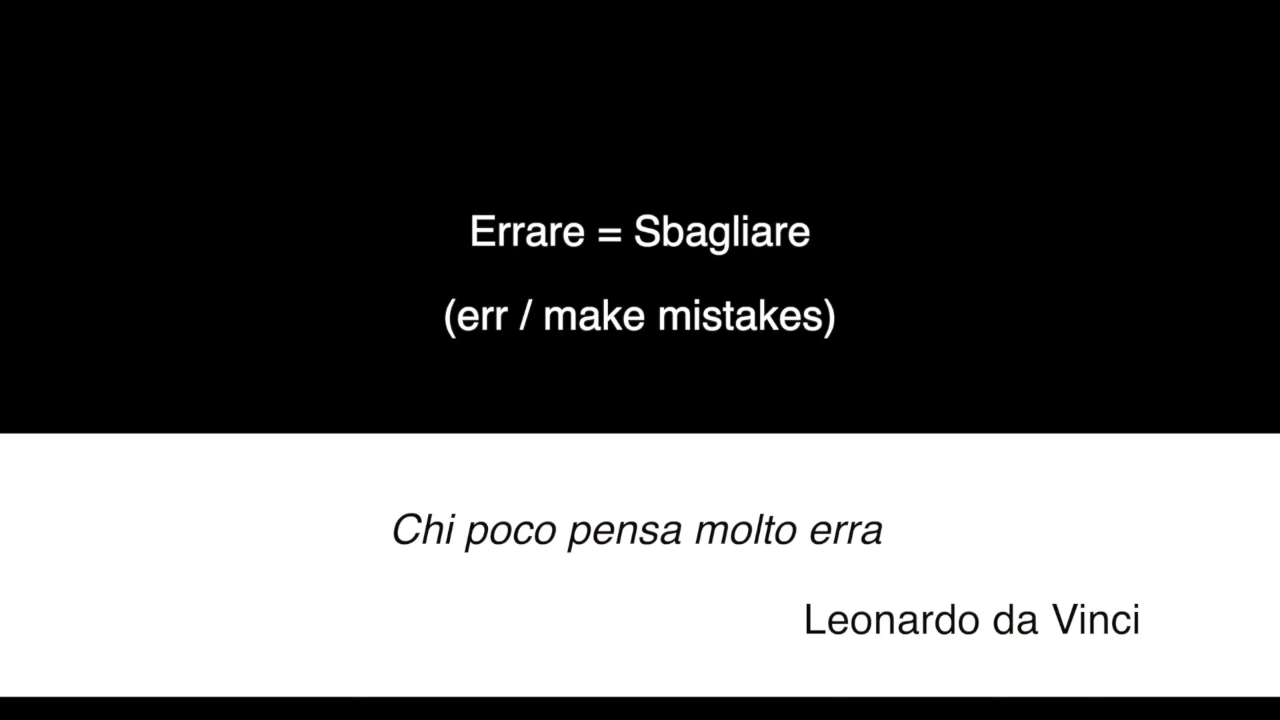 Errare = Sbagliare
(err / make mistakes)
Chi poco pensa molto erra
Leonardo da Vinci